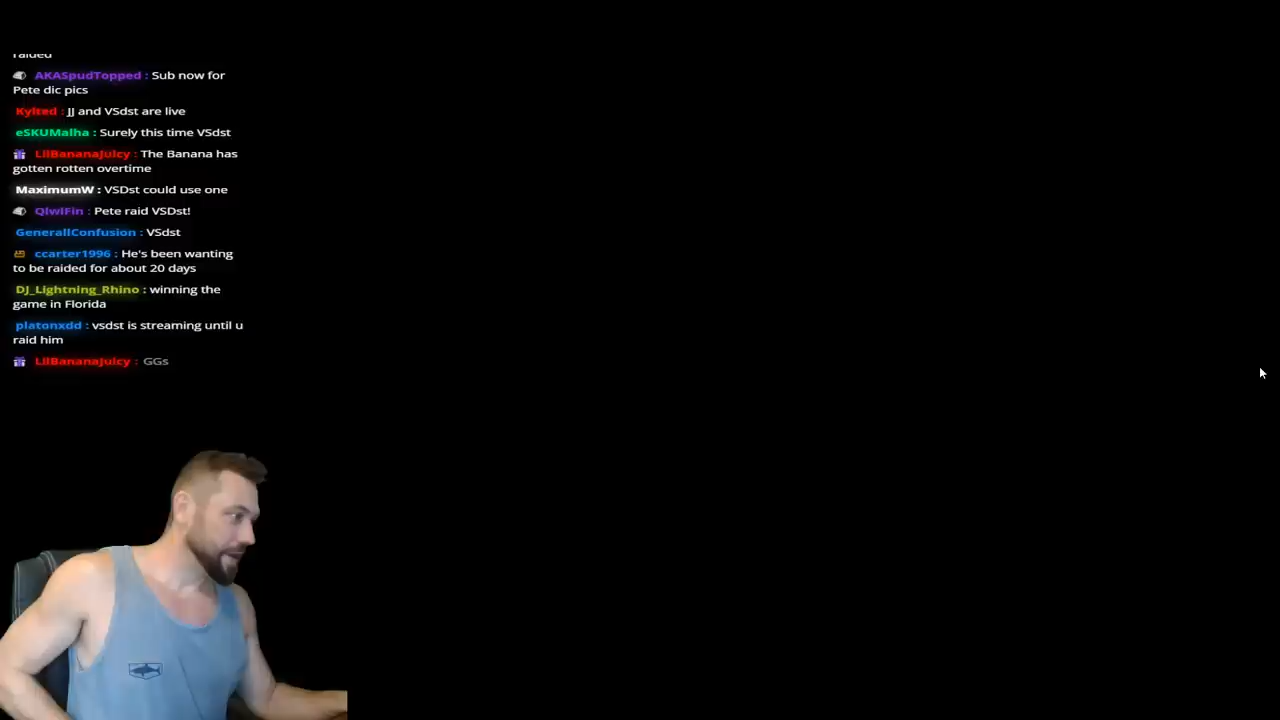 raided
AKASpudTopped : Sub now for
Pete dic pics
Kylted : JJ and VSdst are live
eSKUMalha : Surely this time VSdst
LilBananaJuicy : The Banana has
gotten rotten overtime
MaximumW : VSDst could use one
QlwlFin : Pete raid VSDst!
GenerallConfusion : VSdst
ccarter1996 : He's been wanting
to be raided for about 20 days
DJ_Lightning_Rhino : winning the
game in Florida
platonxdd : vsdst is streaming until u
raid him
LilBananaJuicy : GGs